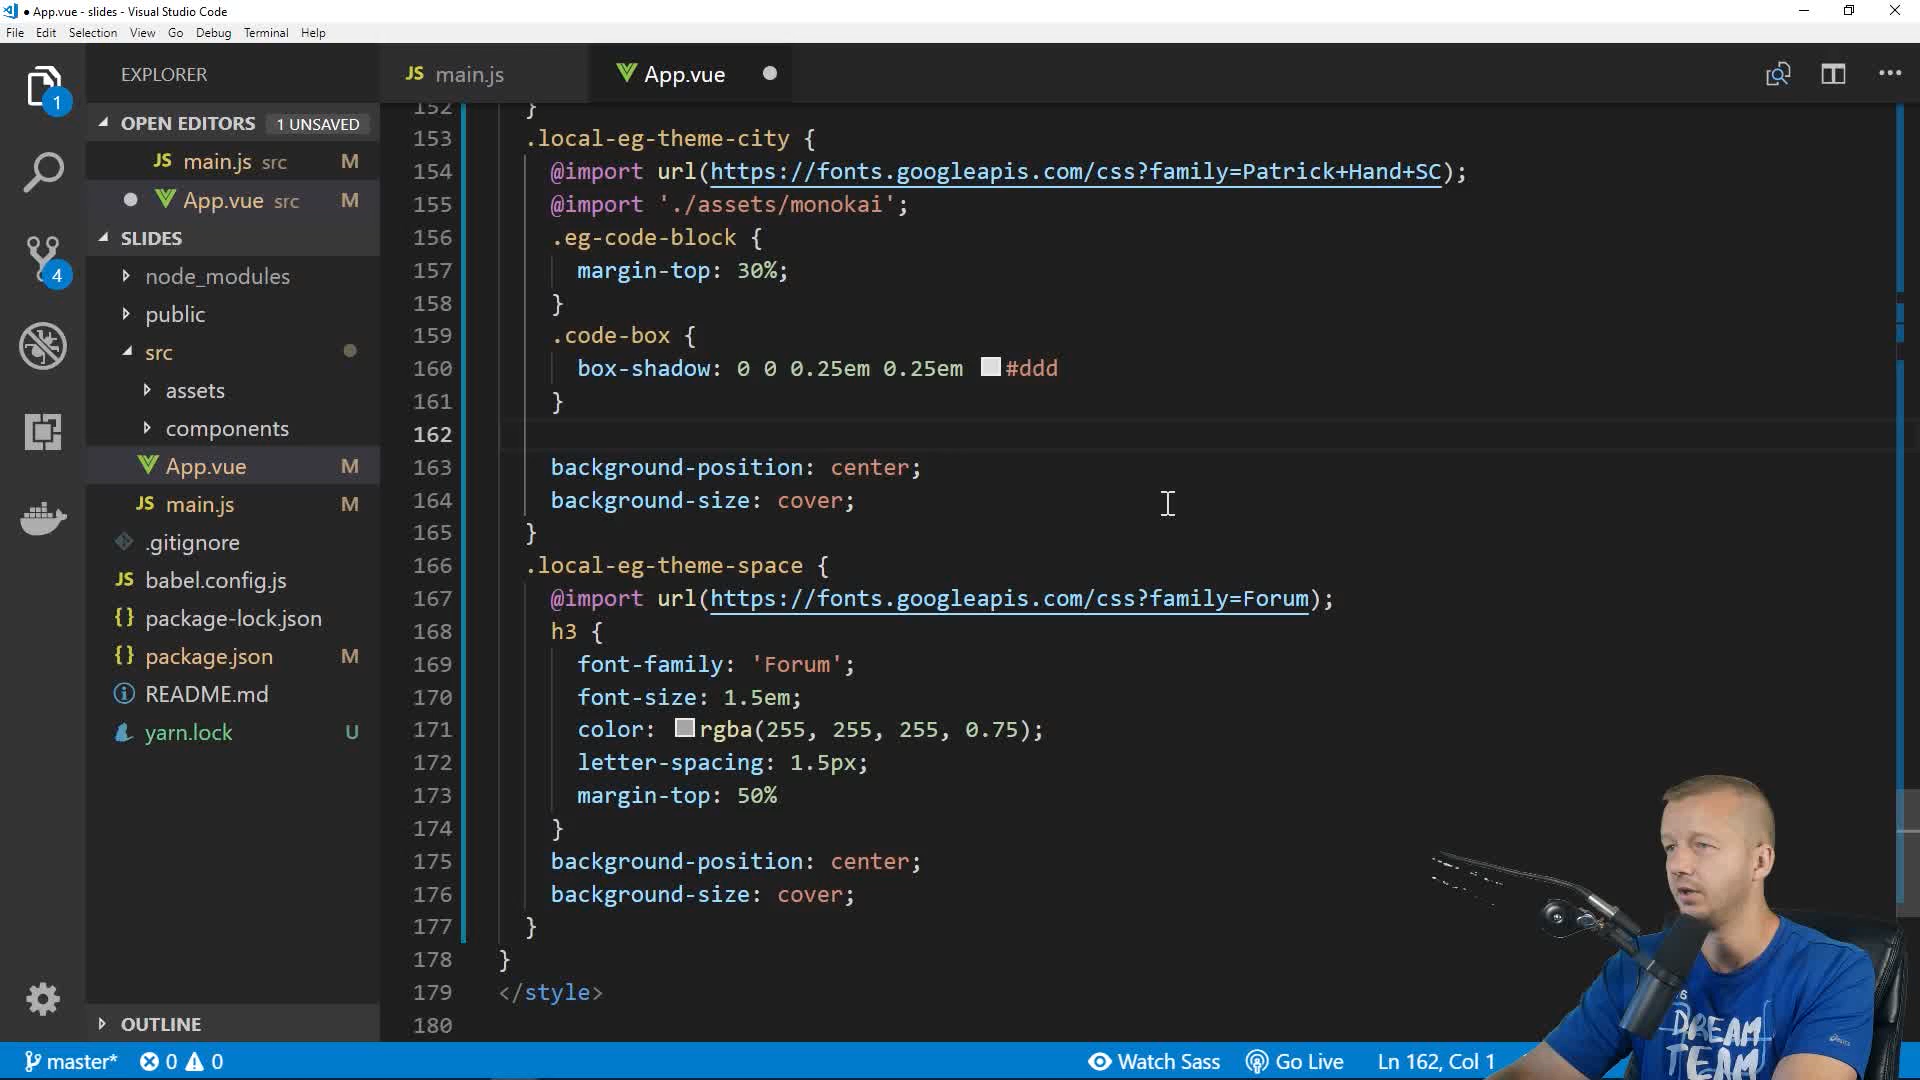 App.vue - slides - Visual Studio Code
File Edit Selection View Go Debug Terminal Help
EXPLORER
JS main.js
App.vue
1
OPEN EDITORS 1 UNSAVED
JS main.js src M
App.vue src M
SLIDES
node_modules
4
public
src
assets
components
App.vue M
JS main.js M
.gitignore
JS babel.config.js
{} package-lock.json
{} package.json M
README.md
yarn.lock U
OUTLINE
152 }
153 .local-eg-theme-city {
154 @import url(https://fonts.googleapis.com/css?family=Patrick+Hand+SC);
155 @import './assets/monokai';
156 .eg-code-block {
157 margin-top: 30%;
158 }
159 .code-box {
160 box-shadow: 0 0 0.25em 0.25em #ddd
161 }
162
163 background-position: center;
164 background-size: cover;
165 }
166 .local-eg-theme-space {
167 @import url(https://fonts.googleapis.com/css?family=Forum);
168 h3 {
169 font-family: 'Forum';
170 font-size: 1.5em;
171 color: rgba(255, 255, 255, 0.75);
172 letter-spacing: 1.5px;
173 margin-top: 50%
174 }
175 background-position: center;
176 background-size: cover;
177 }
178 }
179 </style>
180
DREAM
TEAM
master* 0 0 Watch Sass Go Live Ln 162, Col 1